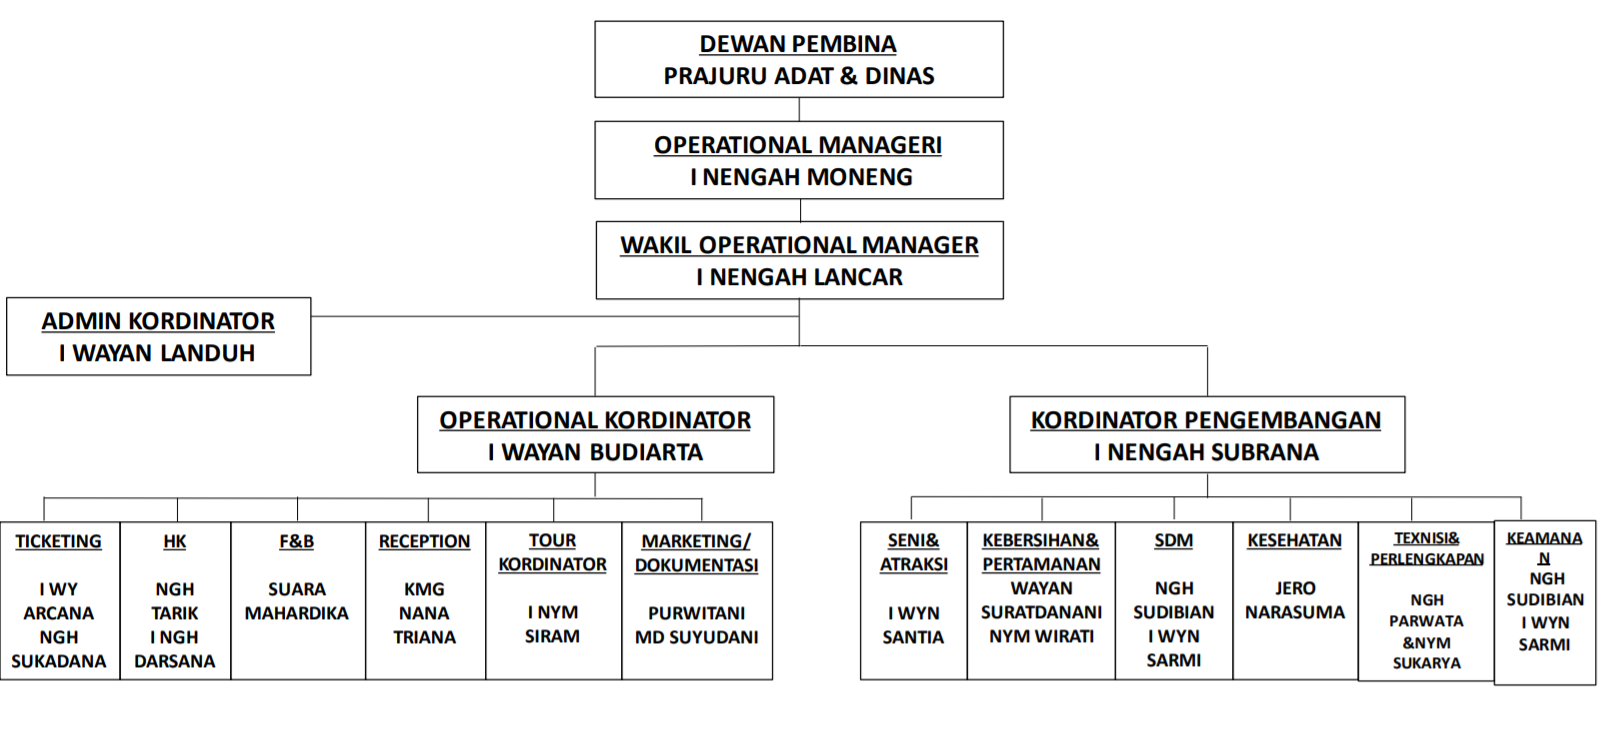 DEWAN PEMBINA
PRAJURU ADAT & DINAS
OPERATIONAL MANAGERI
I NENGAH MONENG
WAKIL OPERATIONAL MANAGER
I NENGAH LANCAR
ADMIN KORDINATOR
I WAYAN LANDUH
OPERATIONAL KORDINATOR
I WAYAN BUDIARTA
KORDINATOR PENGEMBANGAN
I NENGAH SUBRANA
TICKETING
I WY
ARCANA
NGH
SUKADANA
HK
NGH
TARIK
I NGH
DARSANA
F&B
SUARA
MAHARDIKA
RECEPTION
KMG
NANA
TRIANA
TOUR
KORDINATOR
I NYM
SIRAM
MARKETING/
DOKUMENTASI
PURWITANI
MD SUYUDANI
SENI&
ATRAKSI
I WYN
SANTIA
KEBERSIHAN&
PERTAMANAN
WAYAN
SURATDANANI
NYM WIRATI
SDM
NGH
SUDIBIAN
I WYN
SARMI
KESEHATAN
JERO
NARASUMA
TEXNISI&
PERLENGKAPAN
NGH
PARWATA
&NYM
SUKARYA
KEAMANA
N
NGH
SUDIBIAN
I WYN
SARMI